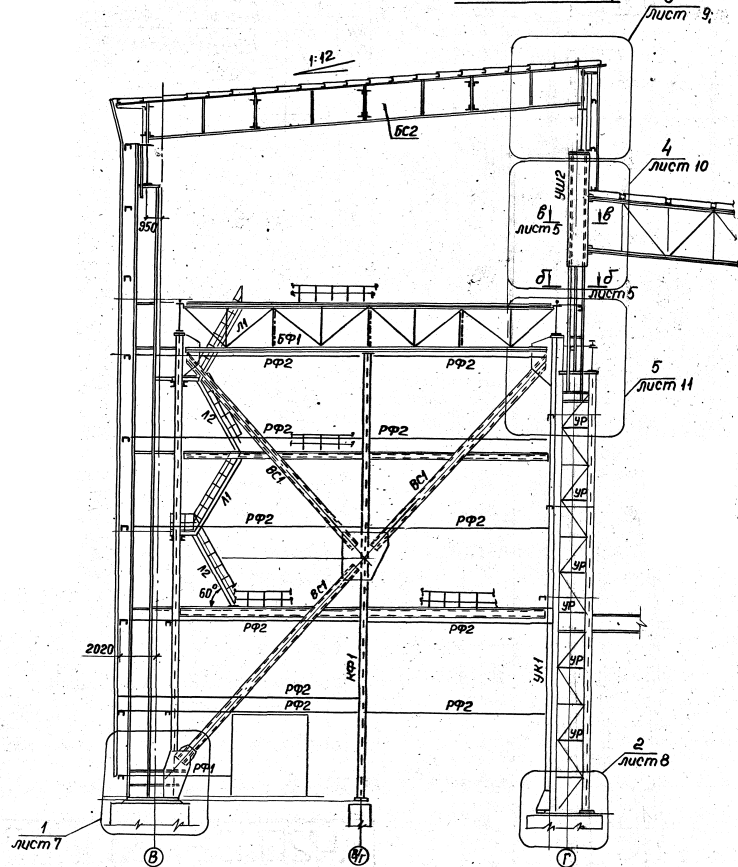 лист 9;
1:12
БС2
4
лист 10
УШ2
в в
лист 5
950
б б
лист 5
Л1
БФ1
РФ2 РФ2
5
лист 11
Л2
РФ2 РФ2
УР
ВС1 ВС1
УР
Л1
РФ2 РФ2
Л2
УР
60°
ВС1
УР
РФ2 РФ2
2020
КФ1
УК1
УР
РФ2
РФ2 РФ2
УР
РФ1
2
лист 8
1
лист 7
В
В/Г
Г